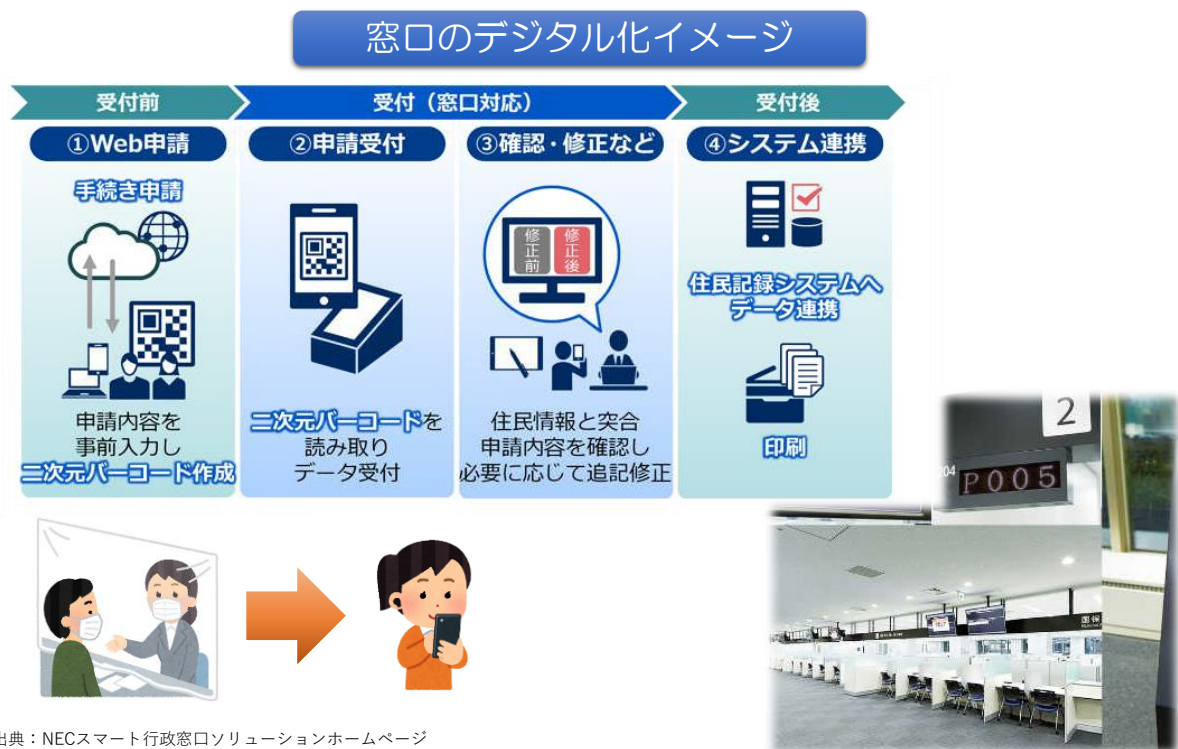 窓口のデジタル化イメージ
受付前
受付（窓口対応）
受付後
①Web申請
②申請受付
③確認・修正など
④システム連携
手続き申請
申請内容を
事前入力し
二次元バーコード作成
二次元バーコードを
読み取り
データ受付
修正前
修正後
住民情報と突合
申請内容を確認し
必要に応じて追記修正
住民記録システムへ
データ連携
印刷
2
204
P005
国保
出典：NECスマート行政窓口ソリューションホームページ